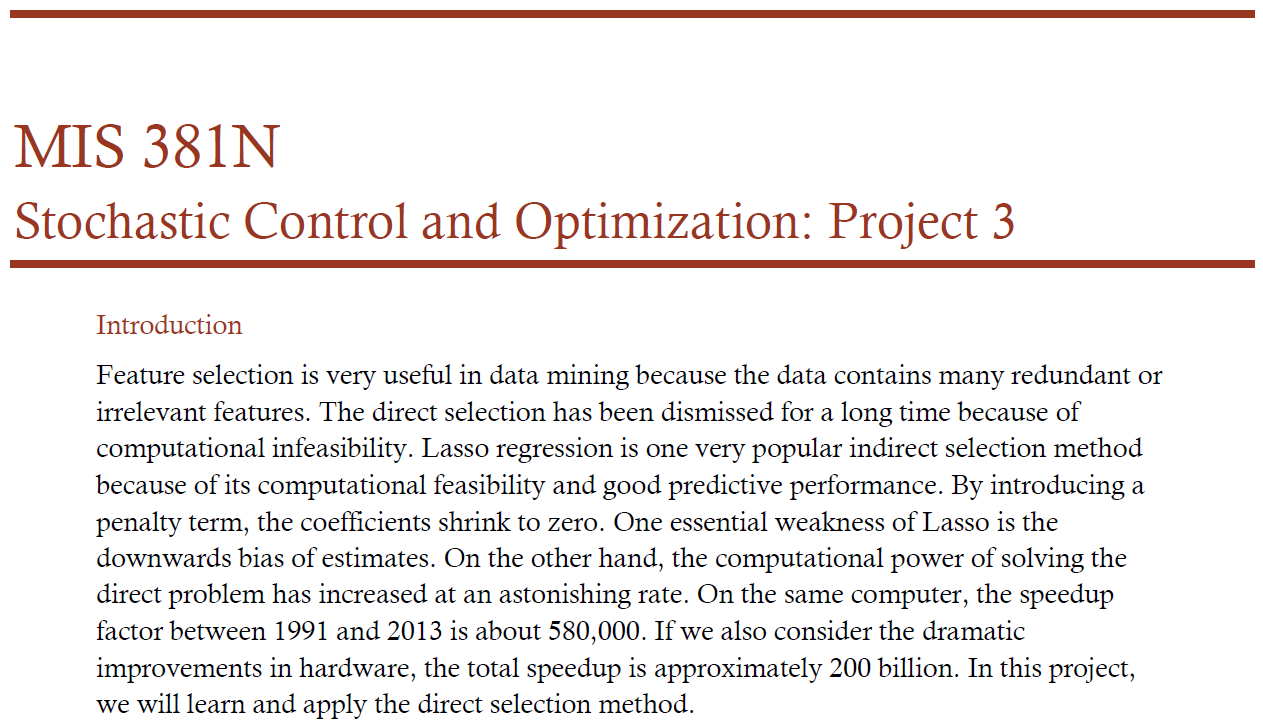 MIS 381N
Stochastic Control and Optimization: Project 3
Introduction
Feature selection is very useful in data mining because the data contains many redundant or
irrelevant features. The direct selection has been dismissed for a long time because of
computational infeasibility. Lasso regression is one very popular indirect selection method
because of its computational feasibility and good predictive performance. By introducing a
penalty term, the coefficients shrink to zero. One essential weakness of Lasso is the
downwards bias of estimates. On the other hand, the computational power of solving the
direct problem has increased at an astonishing rate. On the same computer, the speedup
factor between 1991 and 2013 is about 580,000. If we also consider the dramatic
improvements in hardware, the total speedup is approximately 200 billion. In this project,
we will learn and apply the direct selection method.